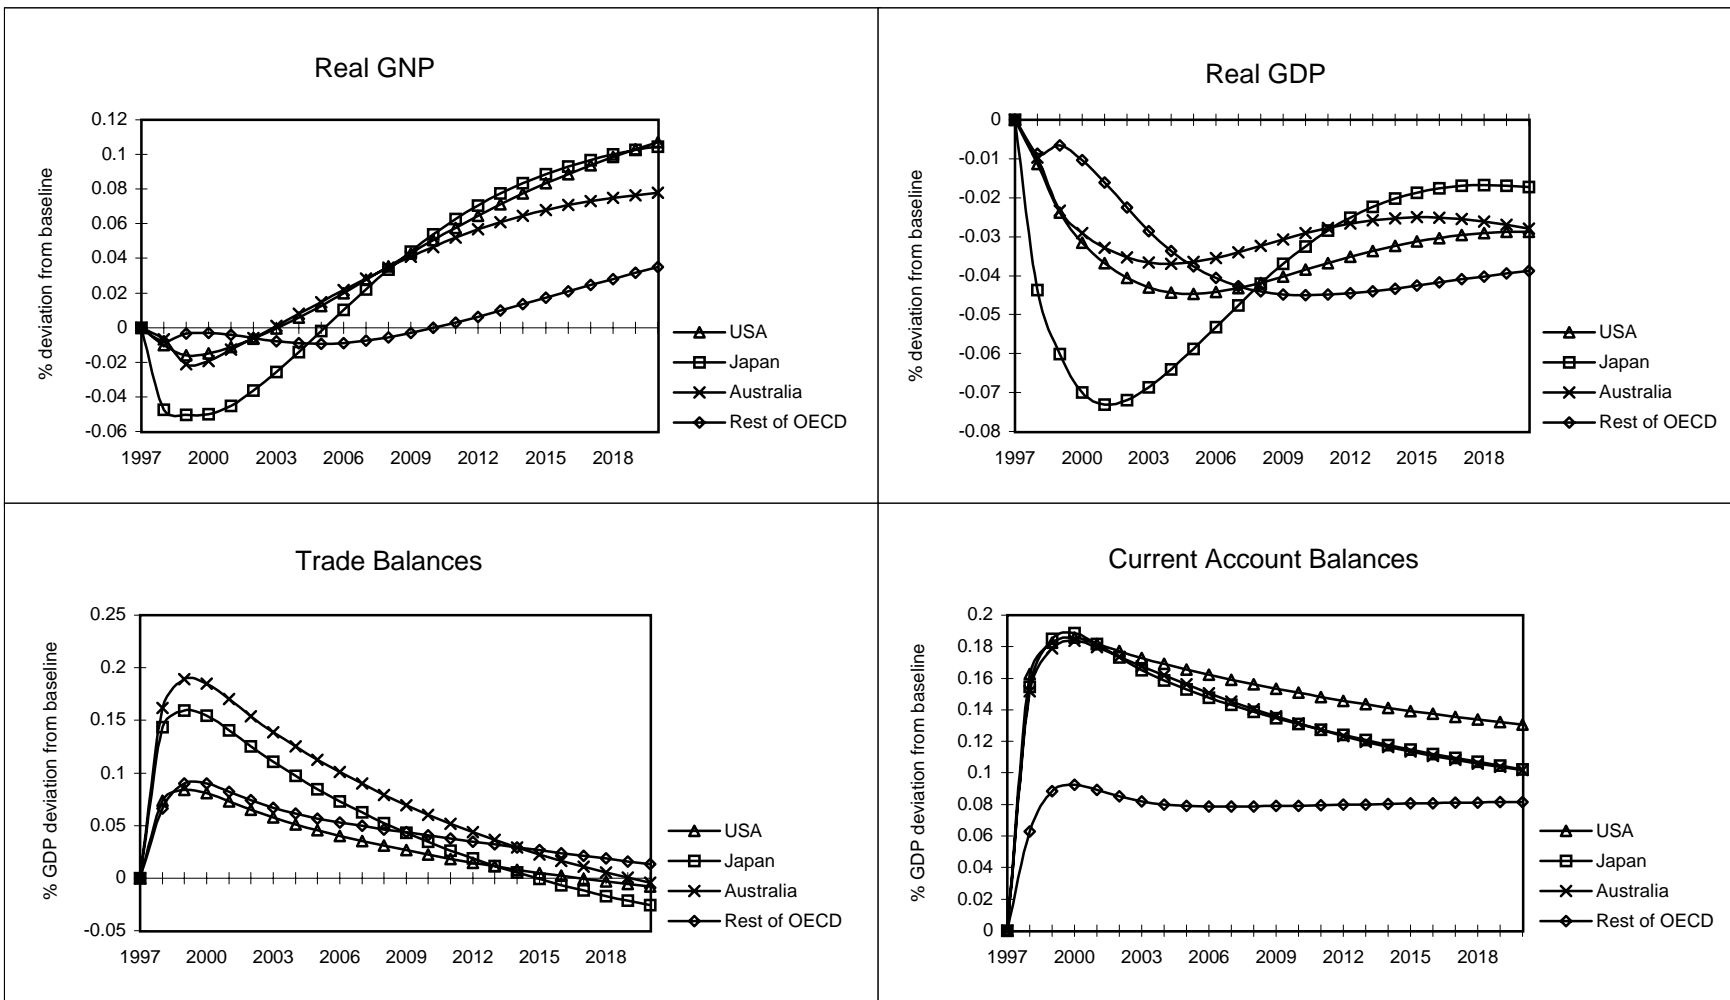 Real GNP
% deviation from baseline
0.12
0.1
0.08
0.06
0.04
0.02
0
-0.02
-0.04
-0.06
1997 2000 2003 2006 2009 2012 2015 2018
USA
Japan
Australia
Rest of OECD
Real GDP
% deviation from baseline
0
-0.01
-0.02
-0.03
-0.04
-0.05
-0.06
-0.07
-0.08
1997 2000 2003 2006 2009 2012 2015 2018
USA
Japan
Australia
Rest of OECD
Trade Balances
% GDP deviation from baseline
0.25
0.2
0.15
0.1
0.05
0
-0.05
1997 2000 2003 2006 2009 2012 2015 2018
USA
Japan
Australia
Rest of OECD
Current Account Balances
% GDP deviation from baseline
0.2
0.18
0.16
0.14
0.12
0.1
0.08
0.06
0.04
0.02
0
1997 2000 2003 2006 2009 2012 2015 2018
USA
Japan
Australia
Rest of OECD